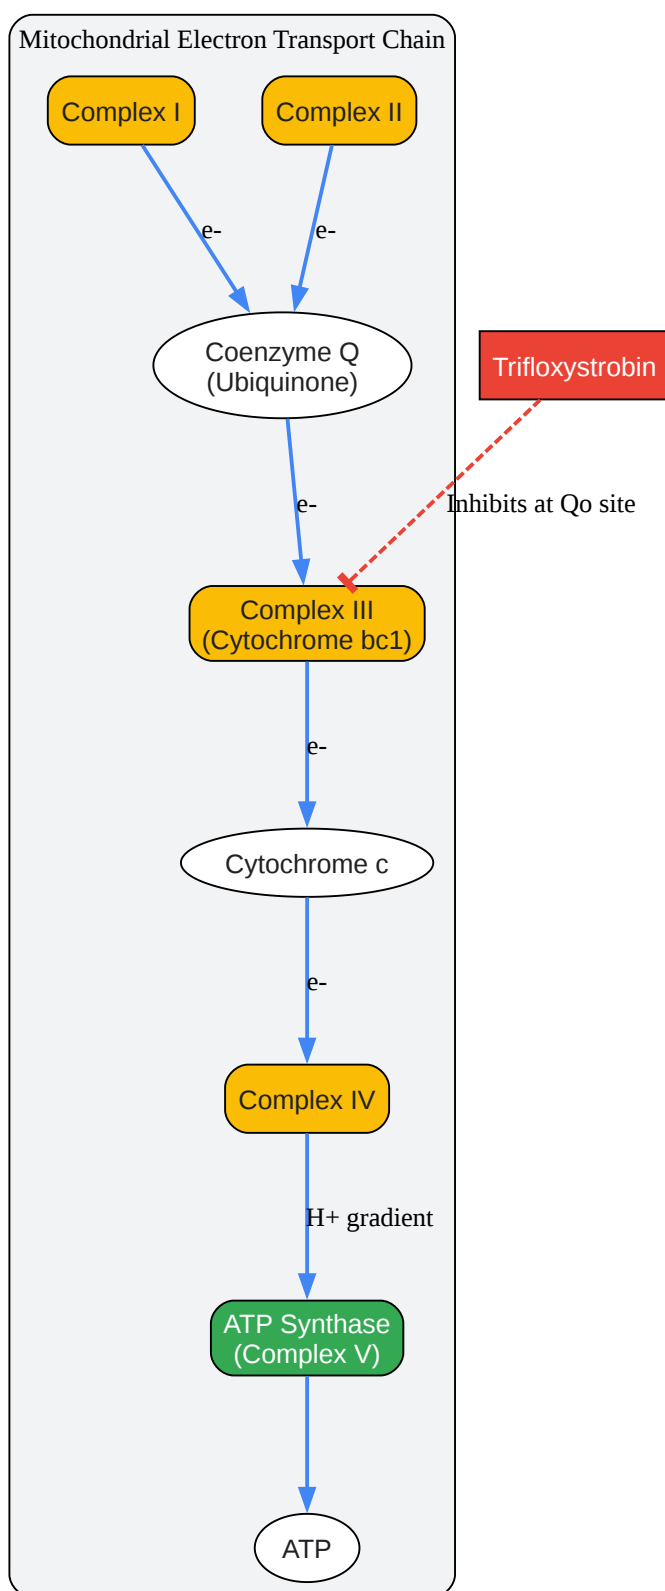 Mitochondrial Electron Transport Chain
Complex I
Complex II
e-
e-
Coenzyme Q
(Ubiquinone)
Trifloxystrobin
e-
Inhibits at Qo site
Complex III
(Cytochrome bc1)
e-
Cytochrome c
e-
Complex IV
H+ gradient
ATP Synthase
(Complex V)
ATP